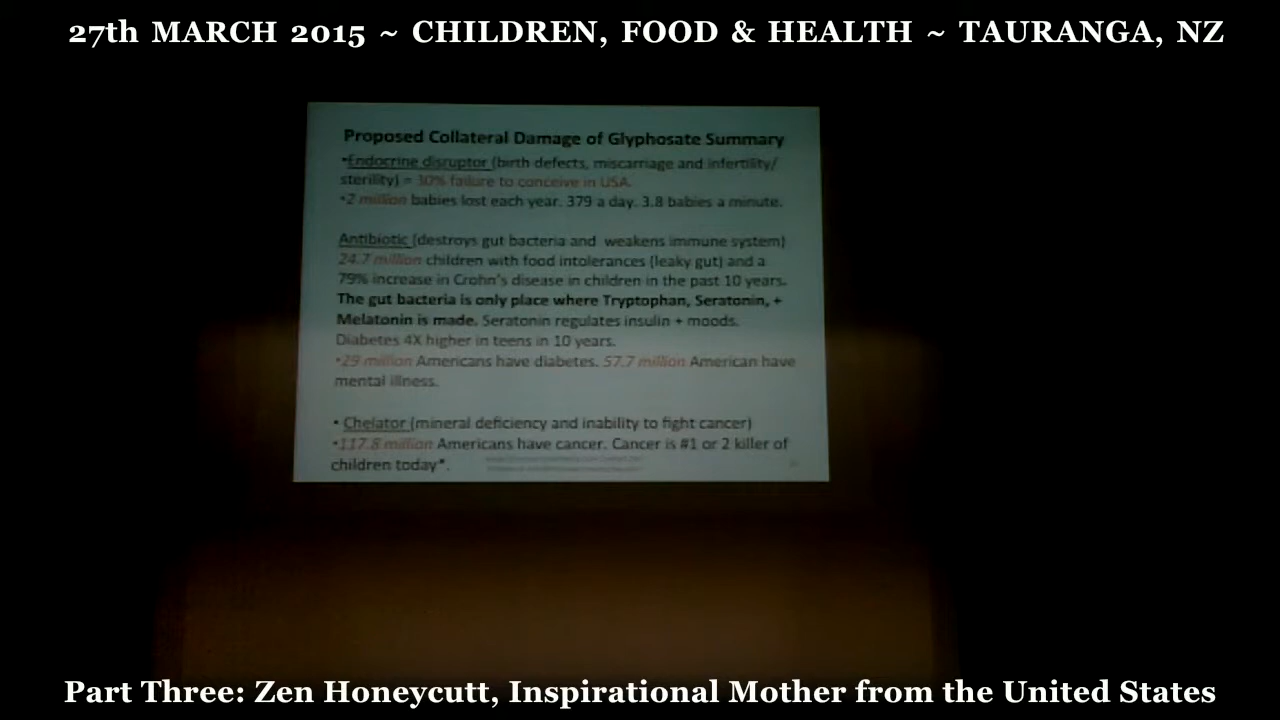 27th MARCH 2015 ~ CHILDREN, FOOD & HEALTH ~ TAURANGA, NZ
Proposed Collateral Damage of Glyphosate Summary
•Endocrine disruptor (birth defects, miscarriage and infertility/
sterility) = 30% failure to conceive in USA.
•2 million babies lost each year. 379 a day. 3.8 babies a minute.
Antibiotic (destroys gut bacteria and weakens immune system)
24.7 million children with food intolerances (leaky gut) and a
79% increase in Crohn's disease in children in the past 10 years.
The gut bacteria is only place where Tryptophan, Seratonin, +
Melatonin is made. Seratonin regulates insulin + moods.
Diabetes 4X higher in teens in 10 years.
•29 million Americans have diabetes. 57.7 million American have
mental illness.
• Chelator (mineral deficiency and inability to fight cancer)
•117.8 million Americans have cancer. Cancer is #1 or 2 killer of
children today*.
Part Three: Zen Honeycutt, Inspirational Mother from the United States